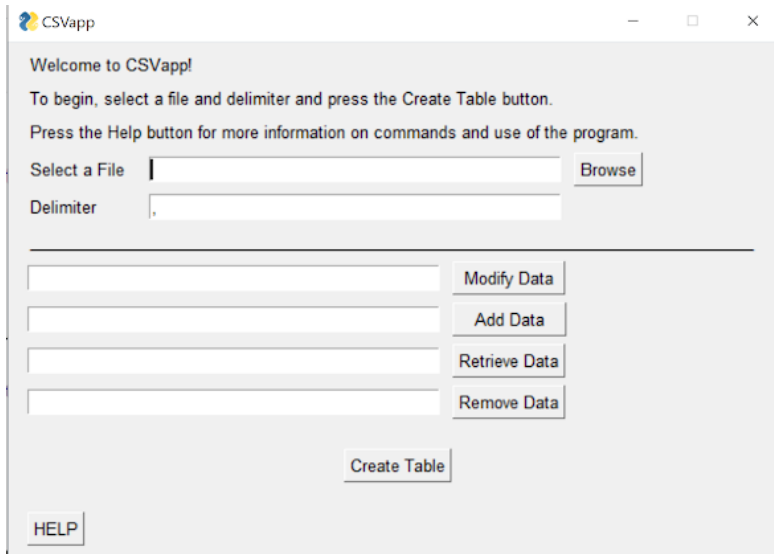 CSVapp
Welcome to CSVapp!
To begin, select a file and delimiter and press the Create Table button.
Press the Help button for more information on commands and use of the program.
Select a File Browse
Delimiter ,
Modify Data
Add Data
Retrieve Data
Remove Data
Create Table
HELP